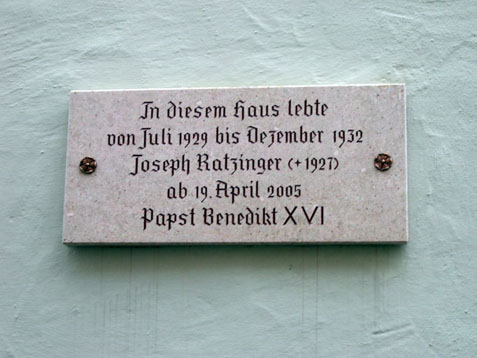 In diesem Haus lebte
von Juli 1929 bis Dezember 1932
Joseph Ratzinger (+ 1927)
ab 19. April 2005
Papst Benedikt XVI